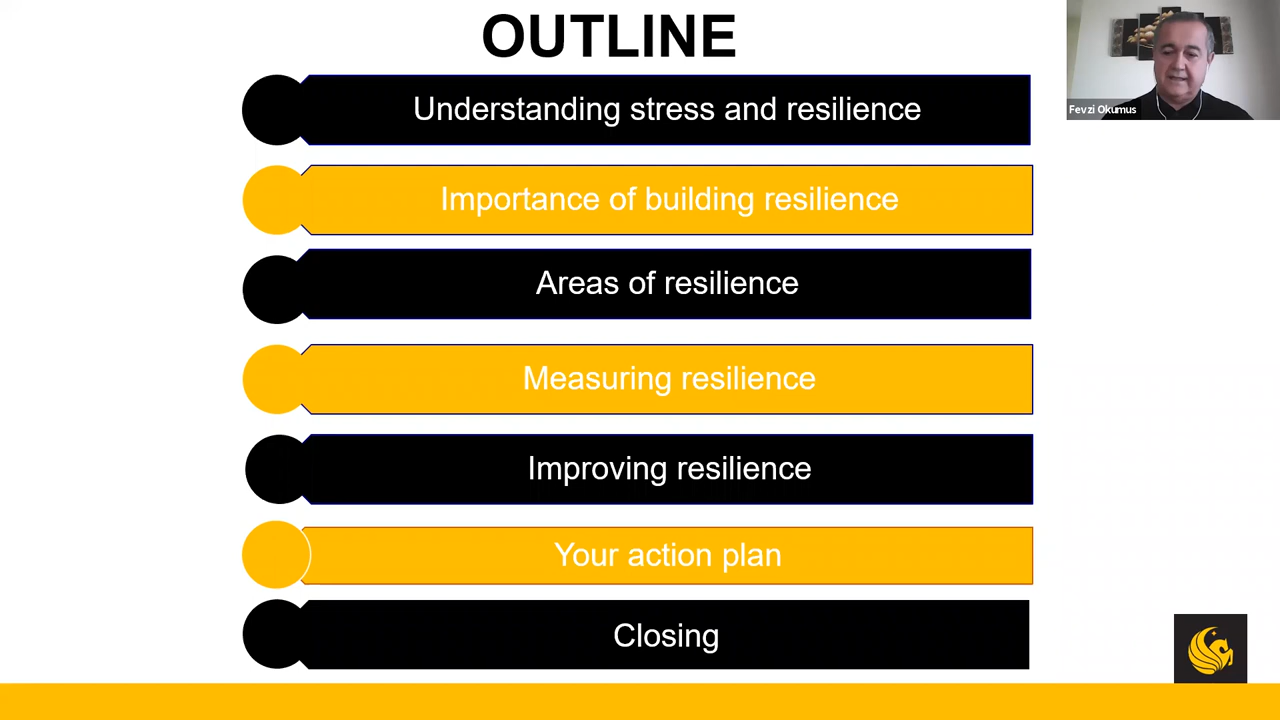 OUTLINE
Understanding stress and resilience
Importance of building resilience
Areas of resilience
Measuring resilience
Improving resilience
Your action plan
Closing
Fevzi Okumus